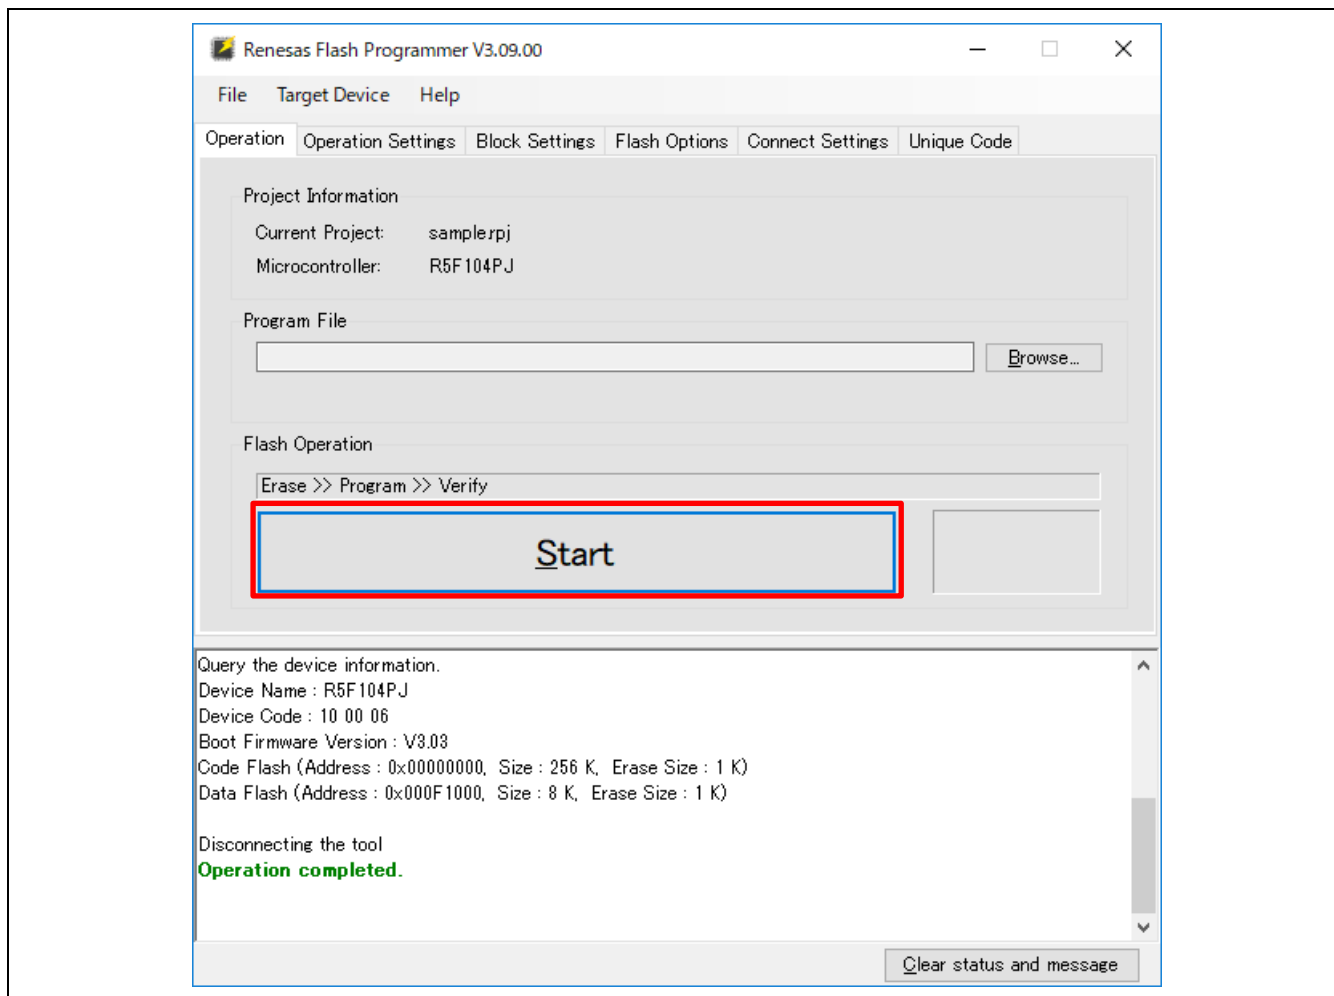 Renesas Flash Programmer V3.09.00
File Target Device Help
Operation Operation Settings Block Settings Flash Options Connect Settings Unique Code
Project Information
Current Project: sample.rpj
Microcontroller: R5F104PJ
Program File
Browse...
Flash Operation
Erase >> Program >> Verify
Start
Query the device information.
Device Name : R5F104PJ
Device Code : 10 00 06
Boot Firmware Version : V3.03
Code Flash (Address : 0x00000000, Size : 256 K, Erase Size : 1 K)
Data Flash (Address : 0x000F1000, Size : 8 K, Erase Size : 1 K)
Disconnecting the tool
Operation completed.
Clear status and message